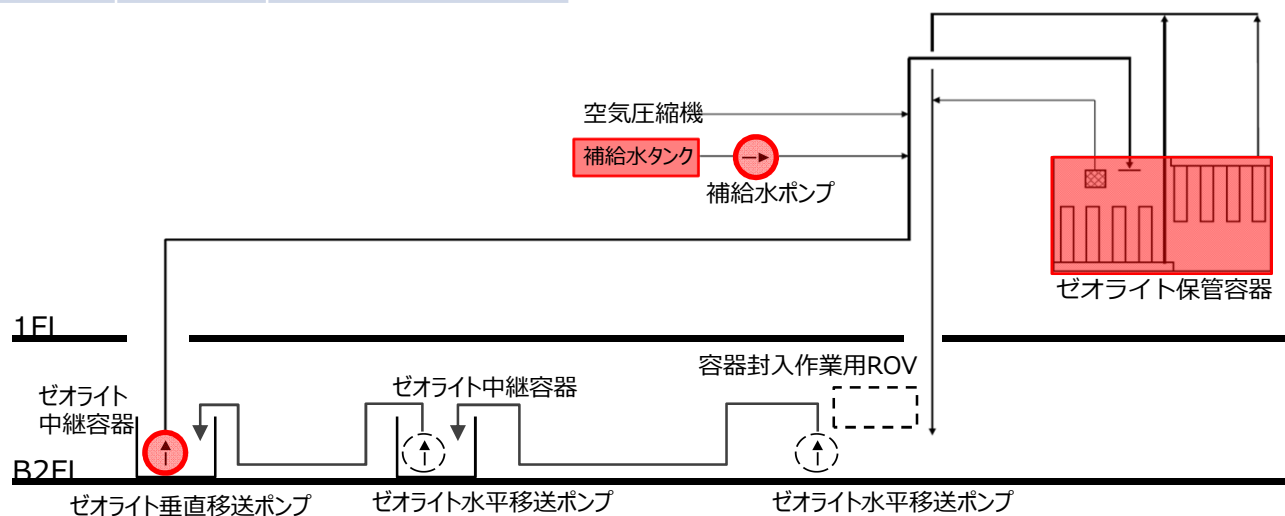 空気圧縮機
補給水タンク
補給水ポンプ
ゼオライト保管容器
1FL
容器封入作業用ROV
ゼオライト中継容器
ゼオライト
中継容器
B2FL
ゼオライト垂直移送ポンプ
ゼオライト水平移送ポンプ
ゼオライト水平移送ポンプ